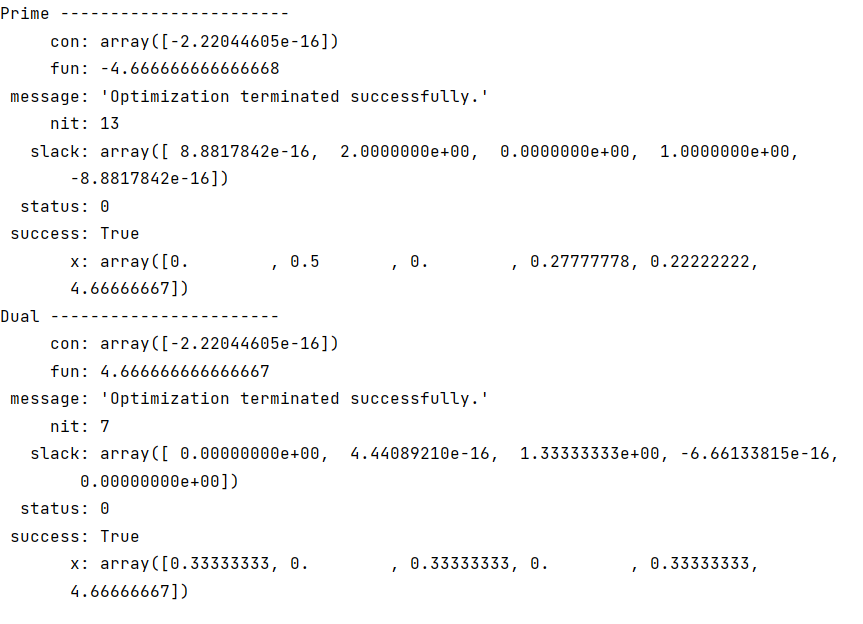 Prime -----------------------
     con: array([-2.22044605e-16])
     fun: -4.666666666666668
 message: 'Optimization terminated successfully.'
     nit: 13
   slack: array([ 8.8817842e-16,  2.0000000e+00,  0.0000000e+00,  1.0000000e+00,
       -8.8817842e-16])
  status: 0
 success: True
       x: array([0.        , 0.5       , 0.        , 0.27777778, 0.22222222,
       4.66666667])
Dual -----------------------
     con: array([-2.22044605e-16])
     fun: 4.666666666666667
 message: 'Optimization terminated successfully.'
     nit: 7
   slack: array([ 0.00000000e+00,  4.44089210e-16,  1.33333333e+00, -6.66133815e-16,
        0.00000000e+00])
  status: 0
 success: True
       x: array([0.33333333, 0.        , 0.33333333, 0.        , 0.33333333,
       4.66666667])